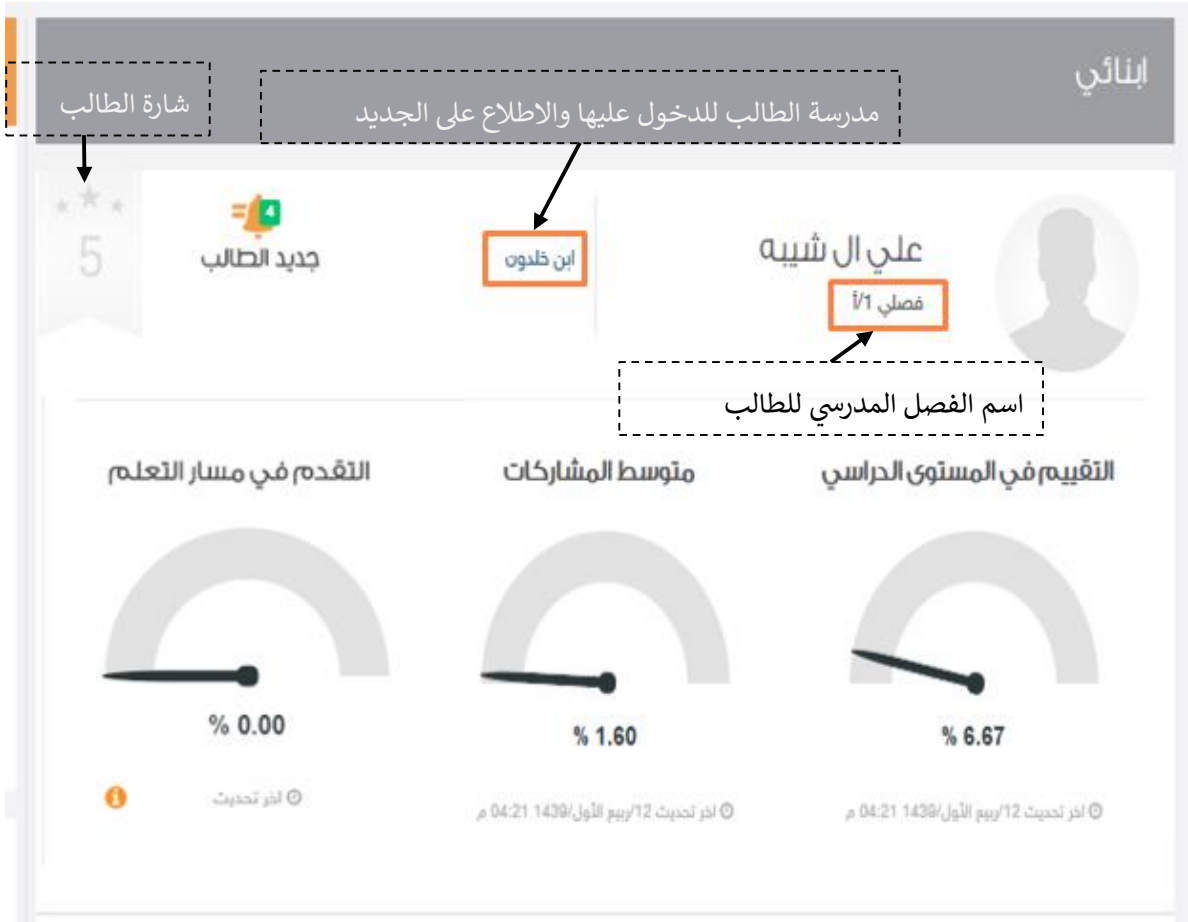 ابنائي
مدرسة الطالب للدخول عليها والاطلاع على الجديد
شارة الطالب
علي ال شيبه
فصلي 1/أ
ابن خلدون
4
جديد الطالب
5
اسم الفصل المدرسي للطالب
التقييم في المستوى الدراسي
متوسط المشاركات
التقدم في مسار التعلم
% 6.67
% 1.60
% 0.00
اخر تحديث 12/ربيع الأول/1439 04:21 م
اخر تحديث 12/ربيع الأول/1439 04:21 م
اخر تحديث